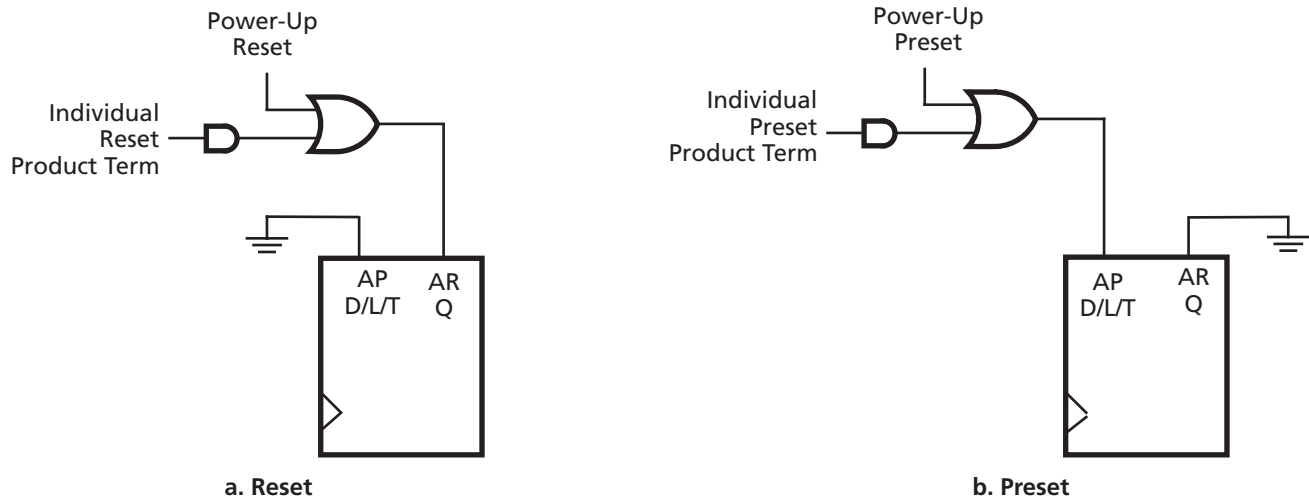 Power-Up
Reset
Individual
Reset
Product Term
AP
AR
D/L/T
Q
a. Reset
Power-Up
Preset
Individual
Preset
Product Term
AP
AR
D/L/T
Q
b. Preset